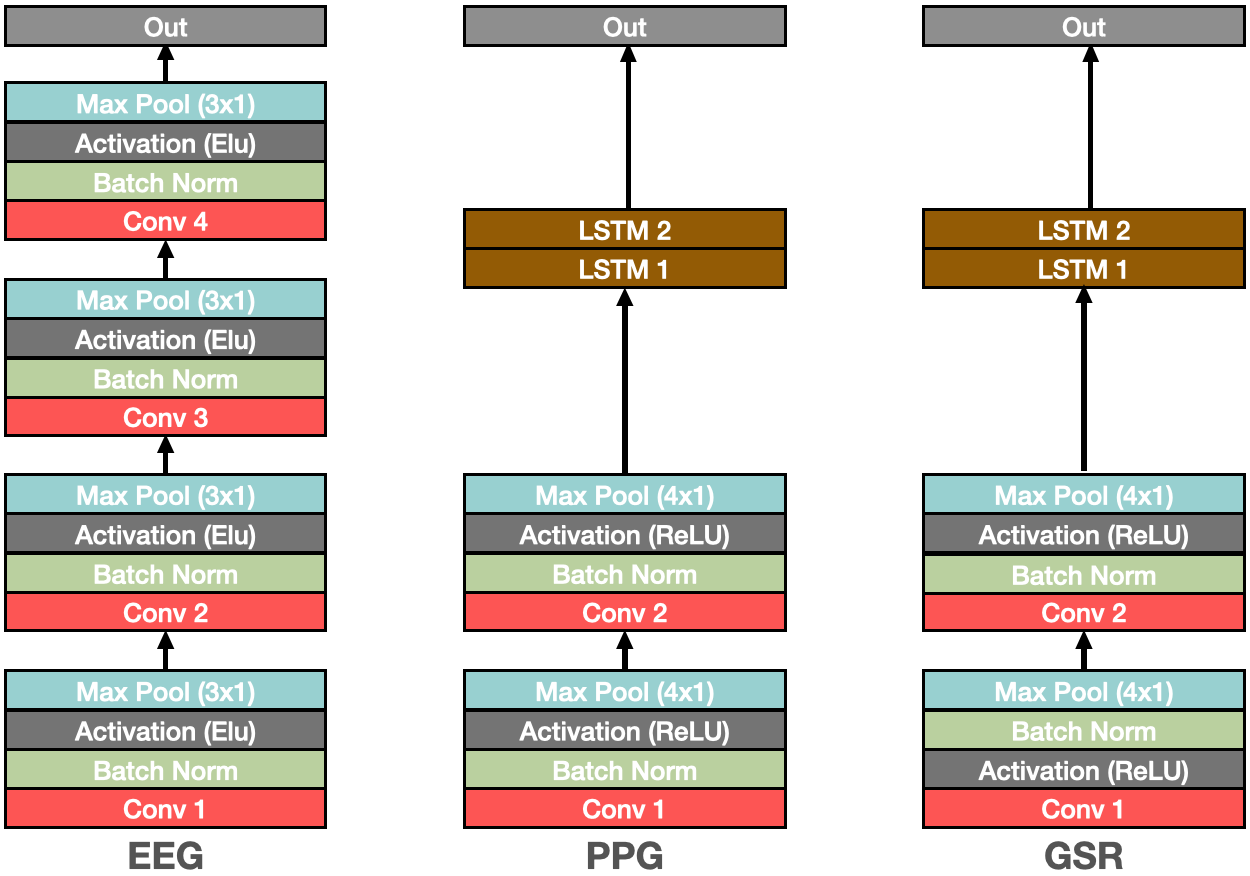 Out
Max Pool (3x1)
Activation (Elu)
Batch Norm
Conv 4
Max Pool (3x1)
Activation (Elu)
Batch Norm
Conv 3
Max Pool (3x1)
Activation (Elu)
Batch Norm
Conv 2
Max Pool (3x1)
Activation (Elu)
Batch Norm
Conv 1
EEG
Out
LSTM 2
LSTM 1
Max Pool (4x1)
Activation (ReLU)
Batch Norm
Conv 2
Max Pool (4x1)
Activation (ReLU)
Batch Norm
Conv 1
PPG
Out
LSTM 2
LSTM 1
Max Pool (4x1)
Activation (ReLU)
Batch Norm
Conv 2
Max Pool (4x1)
Batch Norm
Activation (ReLU)
Conv 1
GSR